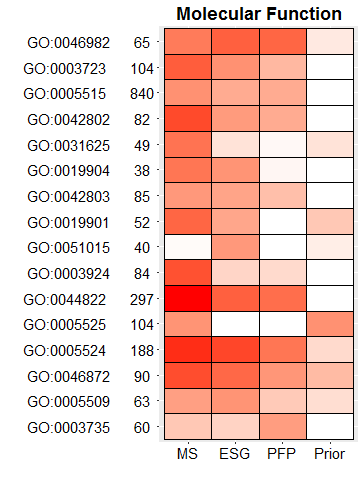 Molecular Function
GO:0046982 65
GO:0003723 104
GO:0005515 840
GO:0042802 82
GO:0031625 49
GO:0019904 38
GO:0042803 85
GO:0019901 52
GO:0051015 40
GO:0003924 84
GO:0044822 297
GO:0005525 104
GO:0005524 188
GO:0046872 90
GO:0005509 63
GO:0003735 60
MS ESG PFP Prior